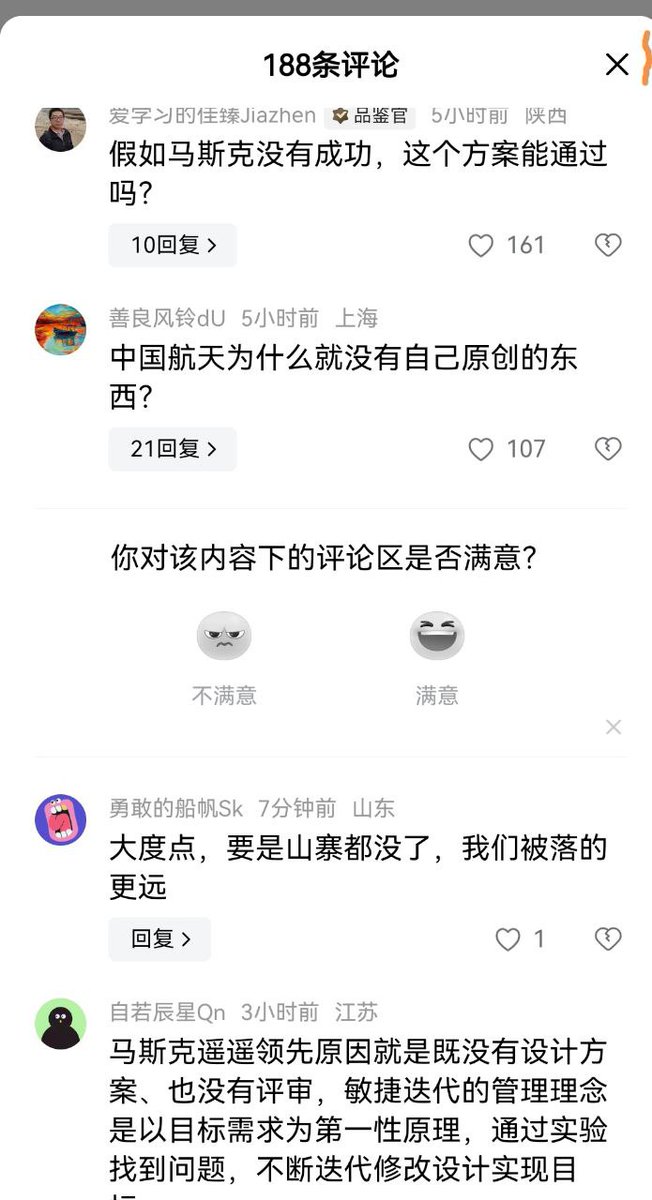 188条评论
爱学习的佳臻Jiazhen 品鉴官 5小时前 陕西
假如马斯克没有成功，这个方案能通过
吗？
10回复 >
161
善良风铃dU 5小时前 上海
中国航天为什么就没有自己原创的东
西？
21回复 >
107
你对该内容下的评论区是否满意？
不满意 满意
勇敢的船帆Sk 7分钟前 山东
大度点，要是山寨都没了，我们被落的
更远
回复 >
1
自若辰星Qn 3小时前 江苏
马斯克遥遥领先原因就是既没有设计方
案、也没有评审，敏捷迭代的管理理念
是以目标需求为第一性原理，通过实验
找到问题，不断迭代修改设计实现目